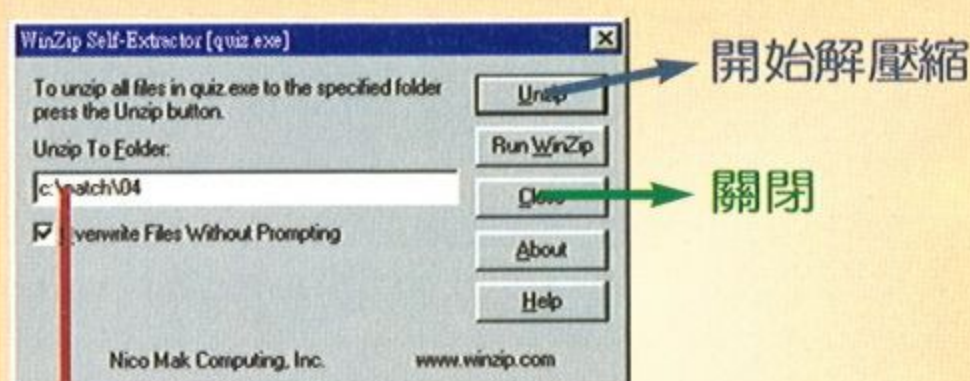 WinZip Self-Extractor [quiz.exe]
To unzip all files in quiz.exe to the specified folder
press the Unzip button.
Unzip
開始解壓縮
Unzip To Folder:
Run WinZip
c:\patch\04
Close
關閉
Overwrite Files Without Prompting
About
Help
Nico Mak Computing, Inc.
www.winzip.com